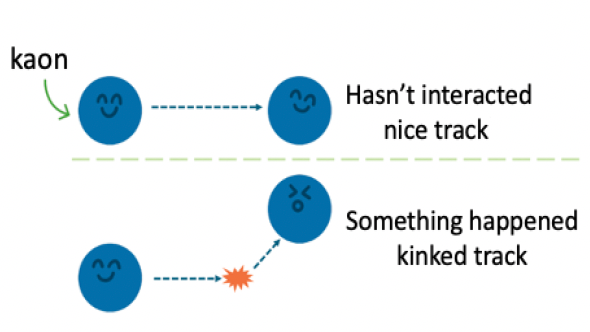 kaon
Hasn't interacted
nice track
Something happened
kinked track